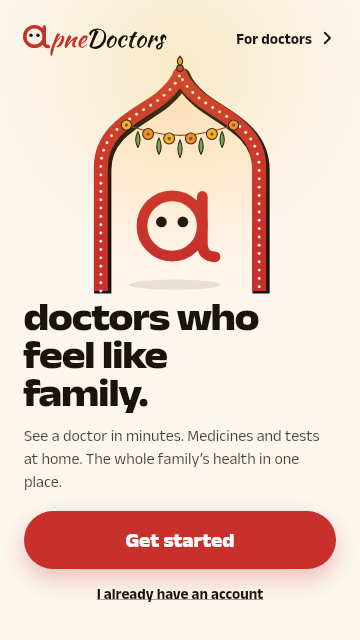 apneDoctors
For doctors
a
doctors who
feel like
family.
See a doctor in minutes. Medicines and tests
at home. The whole family’s health in one
place.
Get started
I already have an account